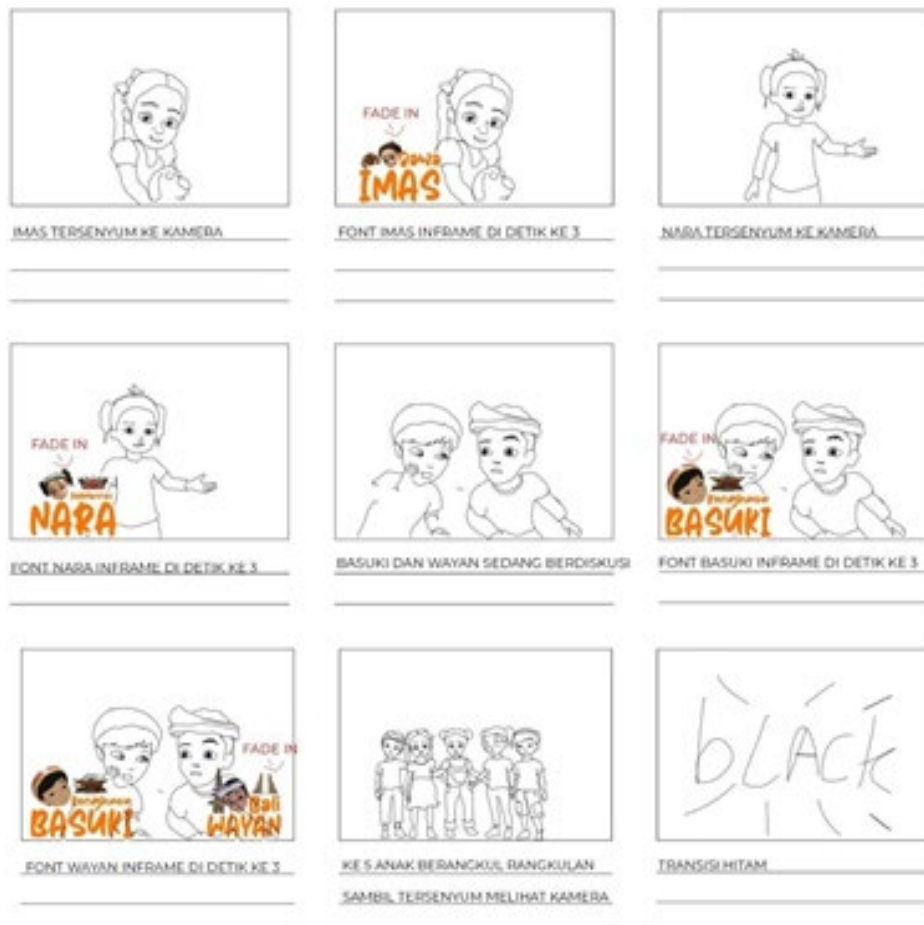 IMAS TERSENYUM KE KAMERA
FADE IN
Jawa
IMAS
FONT IMAS INFRAME DI DETIK KE 3
NARA TERSENYUM KE KAMERA
FADE IN
NARA
FONT NARA INFRAME DI DETIK KE 3
BASUKI DAN WAYAN SEDANG BERDISKUSI
FADE IN
BASUKI
FONT BASUKI INFRAME DI DETIK KE 3
BASUKI
FADE IN
Bali
WAYAN
FONT WAYAN INFRAME DI DETIK KE 3
KE 5 ANAK BERANGKUL RANGKULAN
SAMBIL TERSENYUM MELIHAT KAMERA
bLACk
TRANSISI HITAM